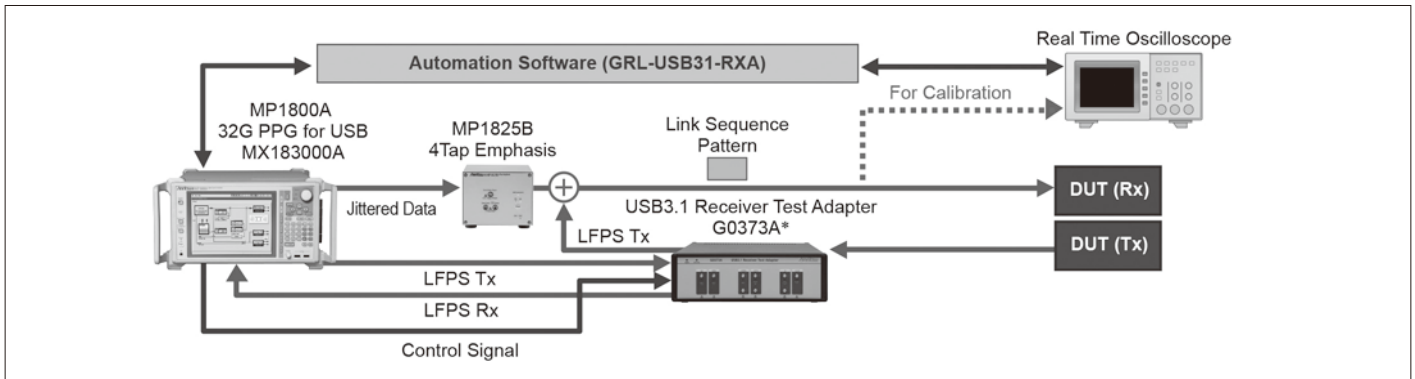 Real Time Oscilloscope
Automation Software (GRL-USB31-RXA)
For Calibration
MP1800A
32G PPG for USB
MX183000A
MP1825B
4Tap Emphasis
Link Sequence
Pattern
Jittered Data
DUT (Rx)
USB3.1 Receiver Test Adapter
G0373A*
LFPS Tx
DUT (Tx)
LFPS Tx
LFPS Rx
Control Signal